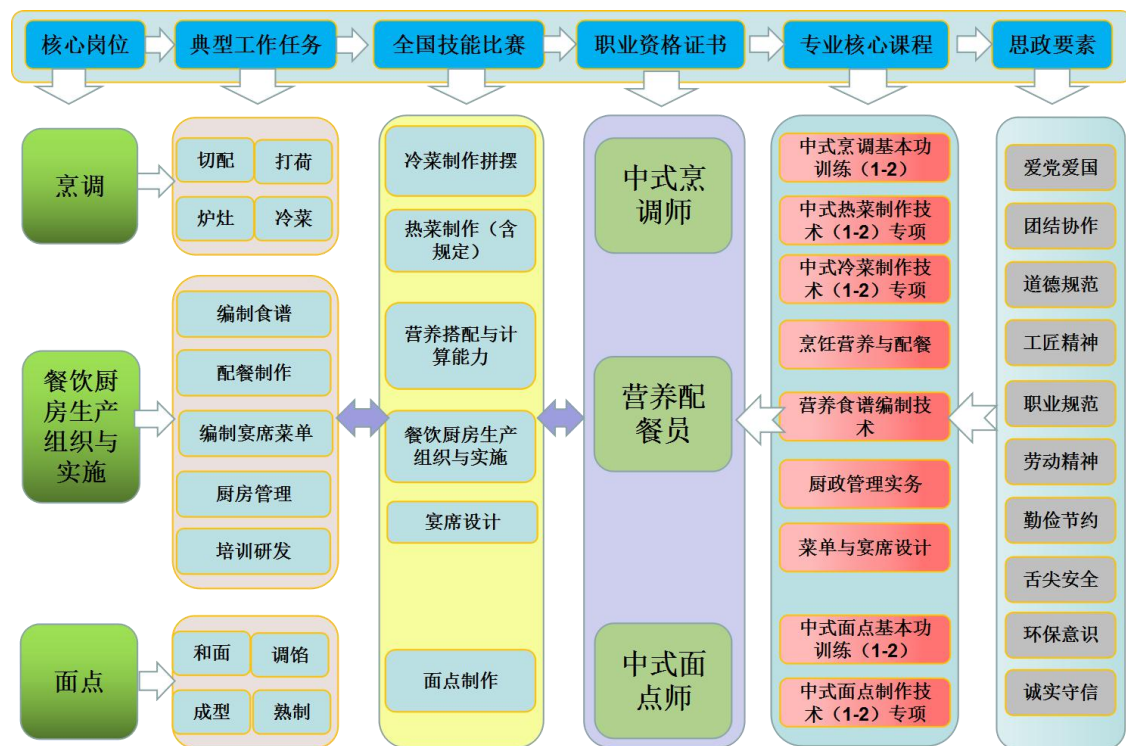 核心岗位
典型工作任务
全国技能比赛
职业资格证书
专业核心课程
思政要素
烹调
切配
打荷
炉灶
冷菜
餐饮厨
房生产
组织与
实施
编制食谱
配餐制作
编制宴席菜单
厨房管理
培训研发
面点
和面
调馅
成型
熟制
冷菜制作拼摆
热菜制作（含
规定）
营养搭配与计
算能力
餐饮厨房生产
组织与实施
宴席设计
面点制作
中式烹
调师
营养配
餐员
中式面
点师
中式烹调基本功
训练（1-2）
中式热菜制作技
术（1-2）专项
中式冷菜制作技
术（1-2）专项
烹饪营养与配餐
营养食谱编制技
术
厨政管理实务
菜单与宴席设计
中式面点基本功
训练（1-2）
中式面点制作技
术（1-2）专项
爱党爱国
团结协作
道德规范
工匠精神
职业规范
劳动精神
勤俭节约
舌尖安全
环保意识
诚实守信